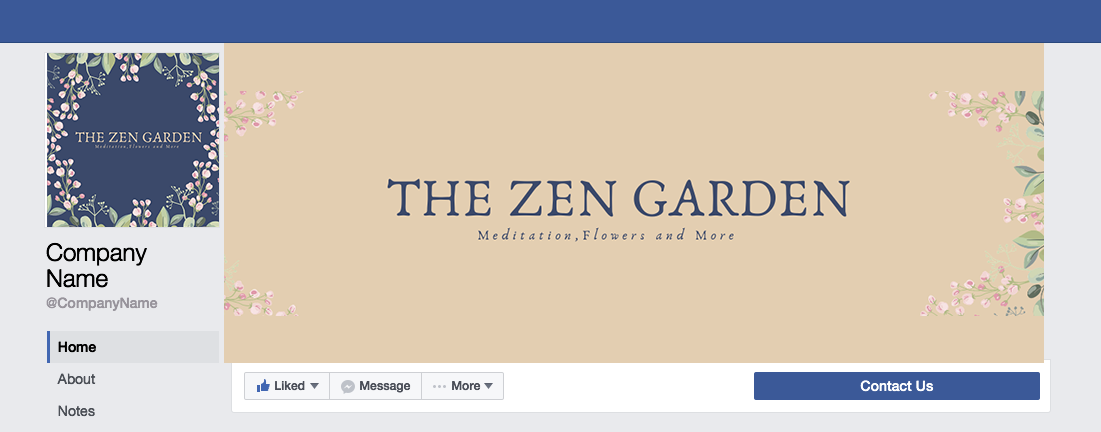 THE ZEN GARDEN
Meditation,Flowers and More
Company
Name
@CompanyName
Home
About
Notes
THE ZEN GARDEN
Meditation,Flowers and More
Liked
Message
More
Contact Us